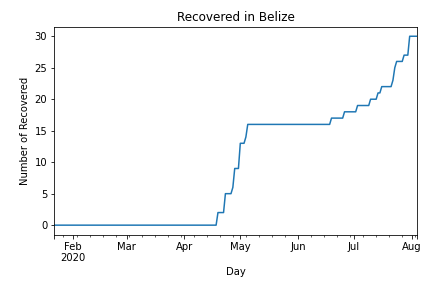 Recovered in Belize
Number of Recovered
30
25
20
15
10
5
0
Feb
2020
Mar
Apr
May
Jun
Jul
Aug
Day